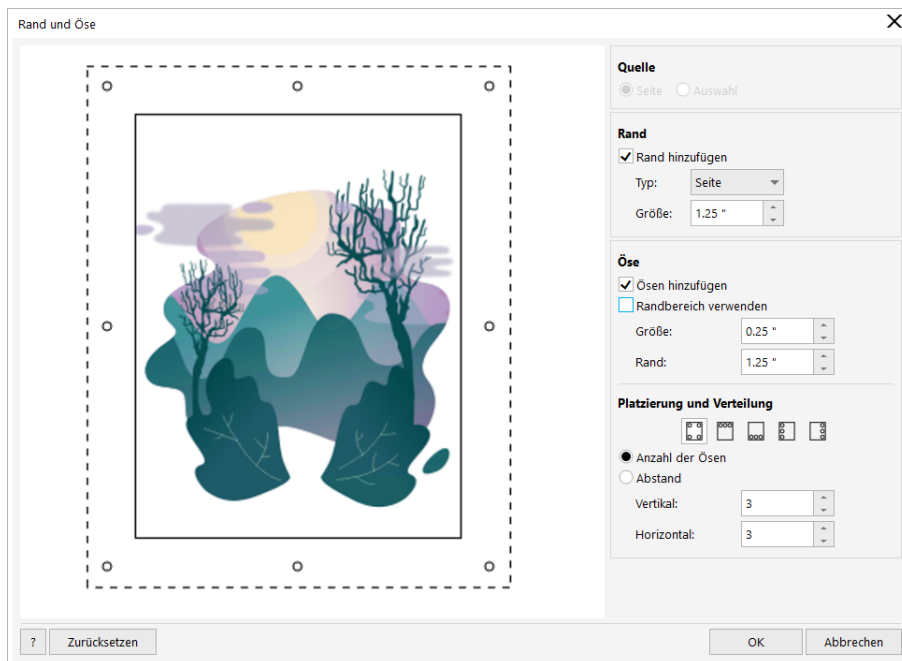 Rand und Öse
Quelle
Seite Auswahl
Rand
Rand hinzufügen
Typ: Seite
Größe: 1.25 "
Öse
Ösen hinzufügen
Randbereich verwenden
Größe: 0.25 "
Rand: 1.25 "
Platzierung und Verteilung
Anzahl der Ösen
Abstand
Vertikal: 3
Horizontal: 3
? Zurücksetzen OK Abbrechen